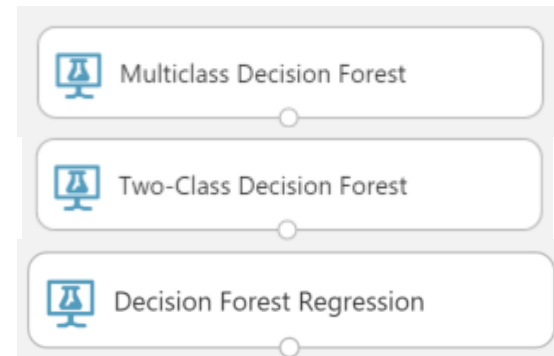 Multiclass Decision Forest
Two-Class Decision Forest
Decision Forest Regression